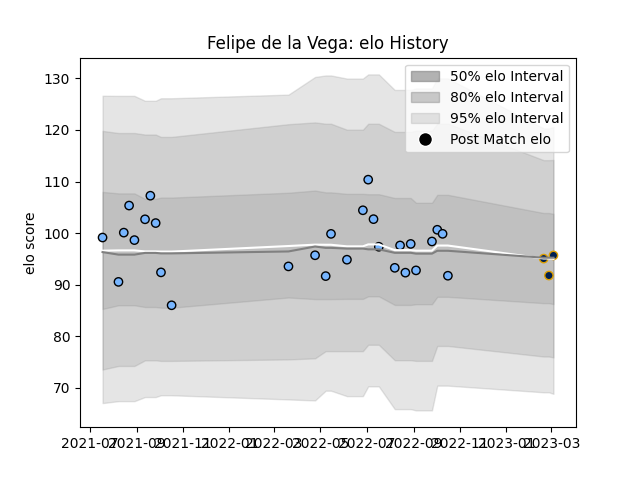 Felipe de la Vega: elo History
130
120
110
100
90
80
70
elo score
50% elo Interval
80% elo Interval
95% elo Interval
Post Match elo
2021-07 2021-09 2021-11 2022-01 2022-03 2022-05 2022-07 2022-09 2022-11 2023-01 2023-03